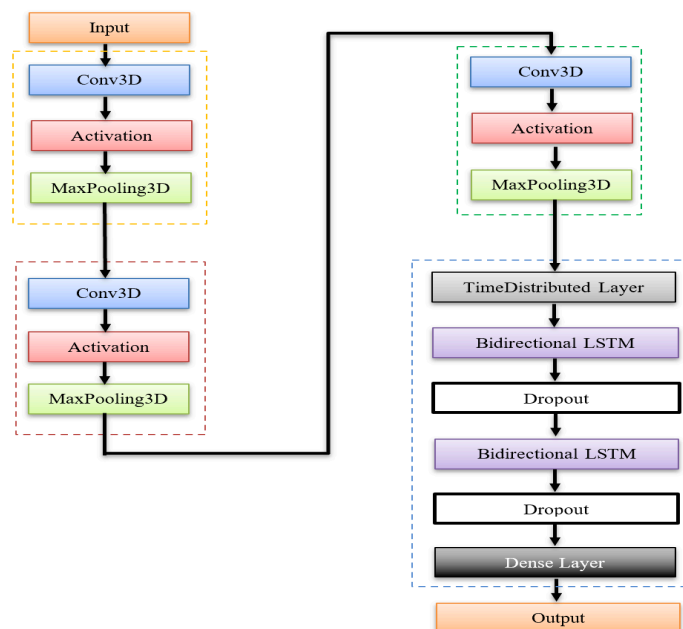 Input
Conv3D
Activation
MaxPooling3D
Conv3D
Activation
MaxPooling3D
Conv3D
Activation
MaxPooling3D
TimeDistributed Layer
Bidirectional LSTM
Dropout
Bidirectional LSTM
Dropout
Dense Layer
Output